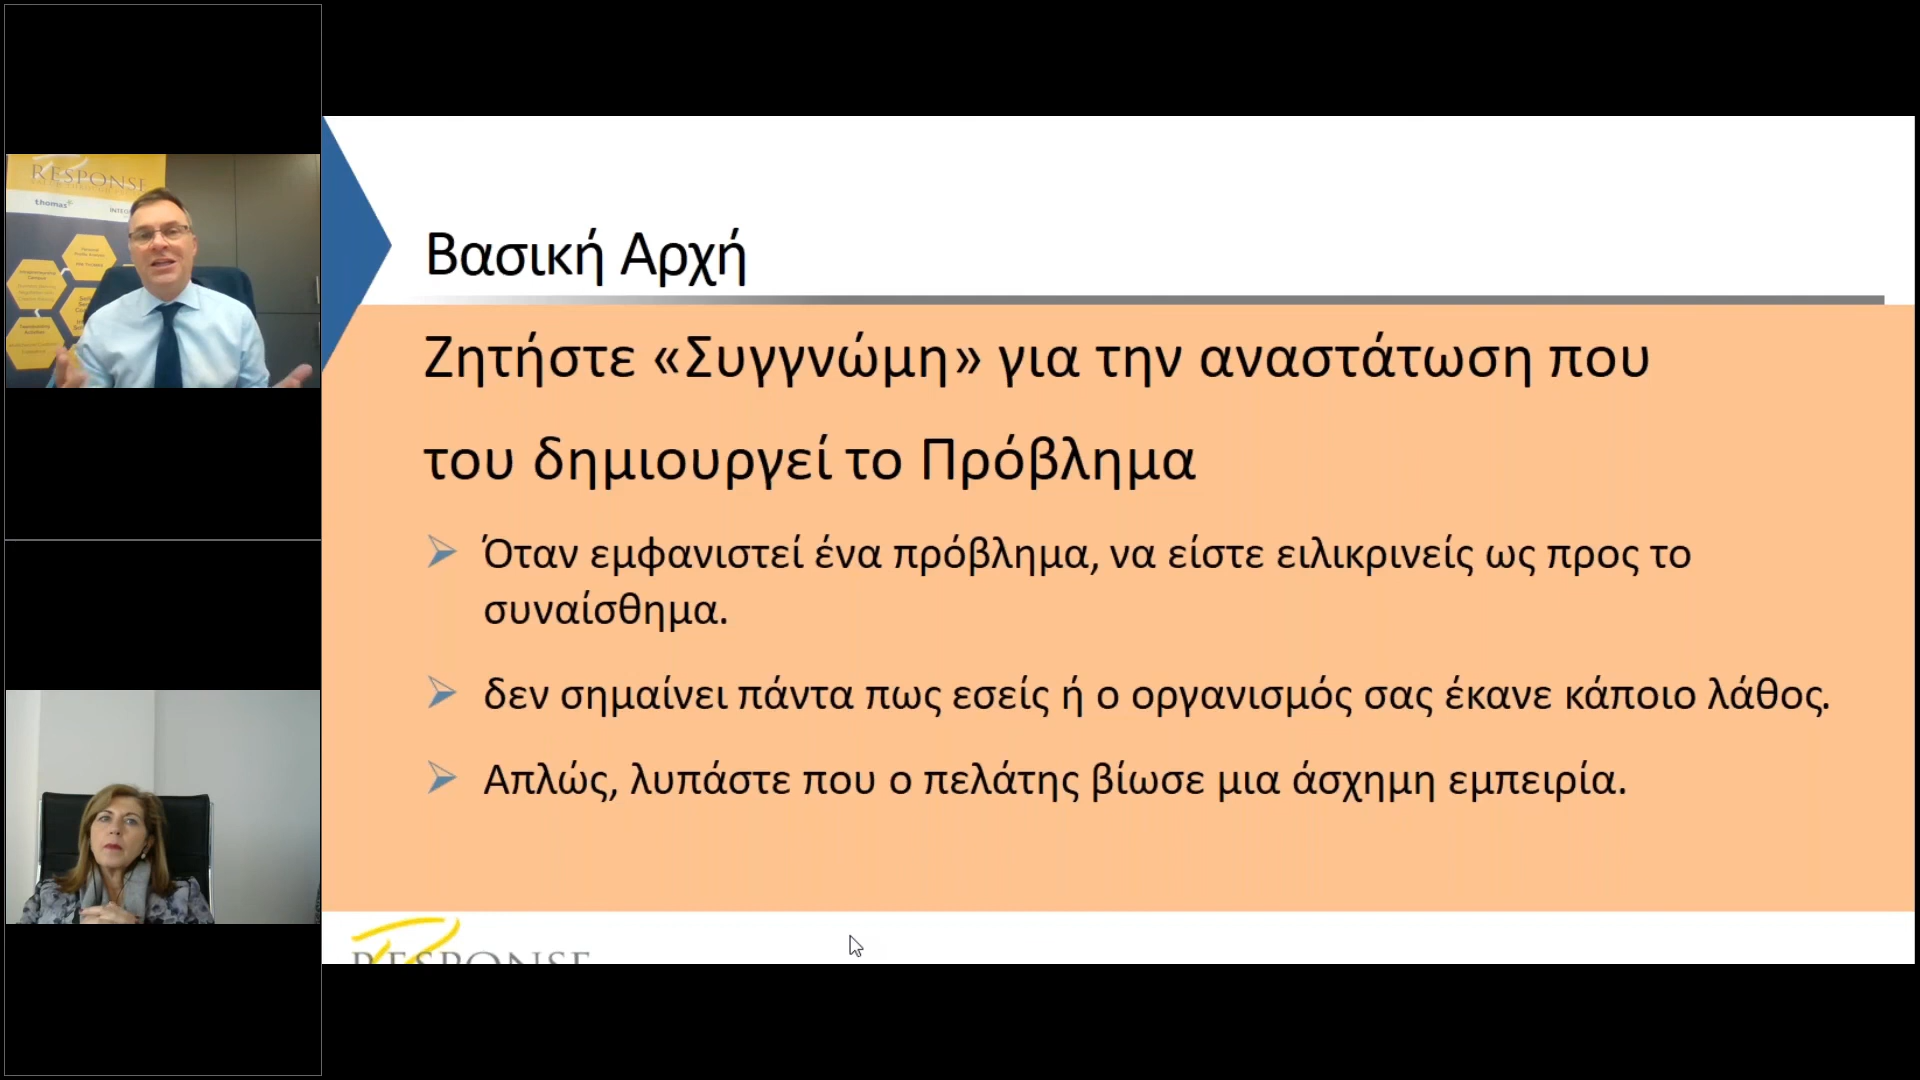 RESPONSE
thomas
Βασική Αρχή
Ζητήστε «Συγγνώμη» για την αναστάτωση που
του δημιουργεί το Πρόβλημα
Όταν εμφανιστεί ένα πρόβλημα, να είστε ειλικρινείς ως προς το
συναίσθημα.
δεν σημαίνει πάντα πως εσείς ή ο οργανισμός σας έκανε κάποιο λάθος.
Απλώς, λυπάστε που ο πελάτης βίωσε μια άσχημη εμπειρία.
RESPONSE